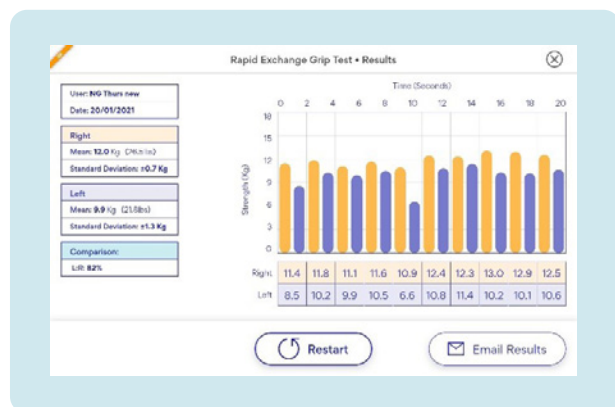 Rapid Exchange Grip Test • Results
User: NG Thurs new
Date: 20/01/2021
Right
Mean: 12.0 Kg
Standard Deviation: ±0.7 Kg
Left
Mean: 9.9 Kg (21.8lbs)
Standard Deviation: ±1.3 Kg
Comparison:
82%
Time (Seconds)
0 2 4 6 8 10 12 14 16 18 20
Strength (Kg)
18
15
12
9
6
3
0
Right 11.4 11.8 11.1 11.6 10.9 12.4 12.3 13.0 12.9 12.5
Left 8.5 10.2 9.9 10.5 6.6 10.8 11.4 10.2 10.1 10.6
Restart
Email Results